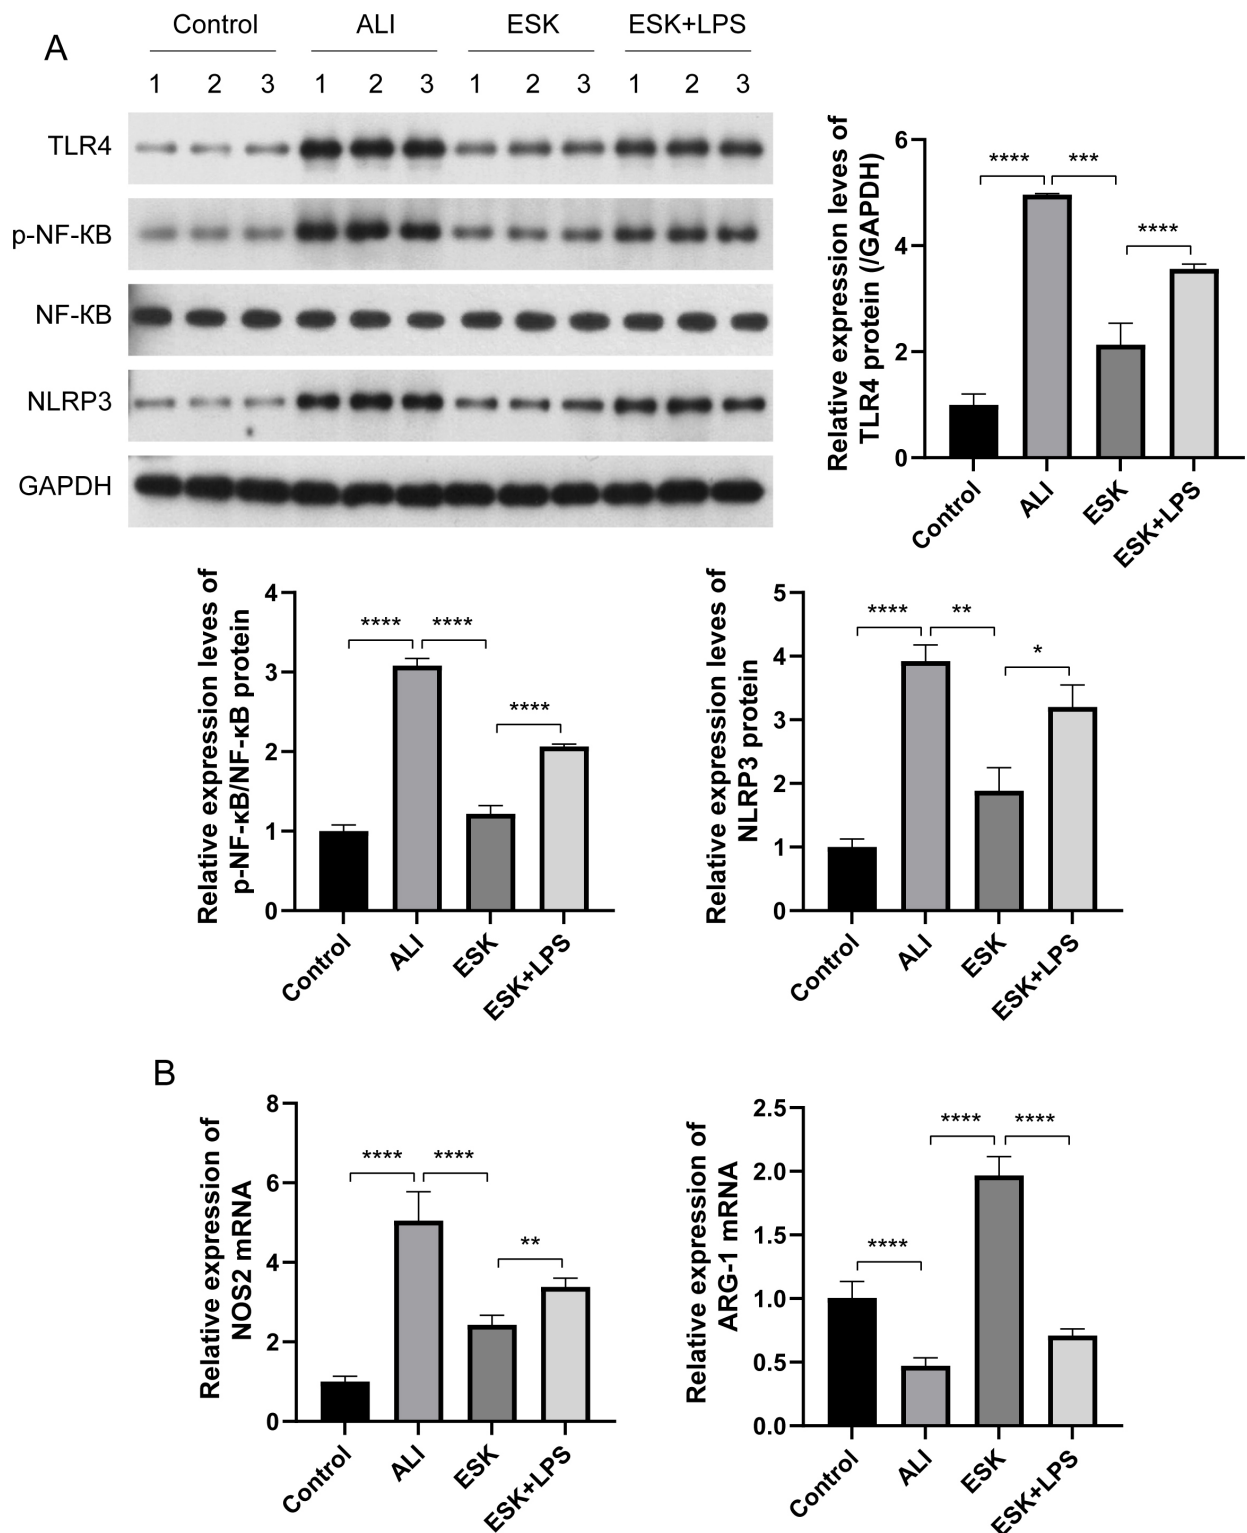 A
Control ALI ESK ESK+LPS
1 2 3 1 2 3 1 2 3 1 2 3
TLR4
p-NF-KB
NF-KB
NLRP3
GAPDH
Relative expression leves of
TLR4 protein (/GAPDH)
6
4
2
0
**** ***
****
Control ALI ESK ESK+LPS
Relative expression leves of
p-NF-κB/NF-κB protein
4
3
2
1
0
**** ****
****
Control ALI ESK ESK+LPS
Relative expression leves of
NLRP3 protein
5
4
3
2
1
0
**** **
*
Control ALI ESK ESK+LPS
B
Relative expression of
NOS2 mRNA
8
6
4
2
0
**** ****
**
Control ALI ESK ESK+LPS
Relative expression of
ARG-1 mRNA
2.5
2.0
1.5
1.0
0.5
0.0
**** ****
****
Control ALI ESK ESK+LPS